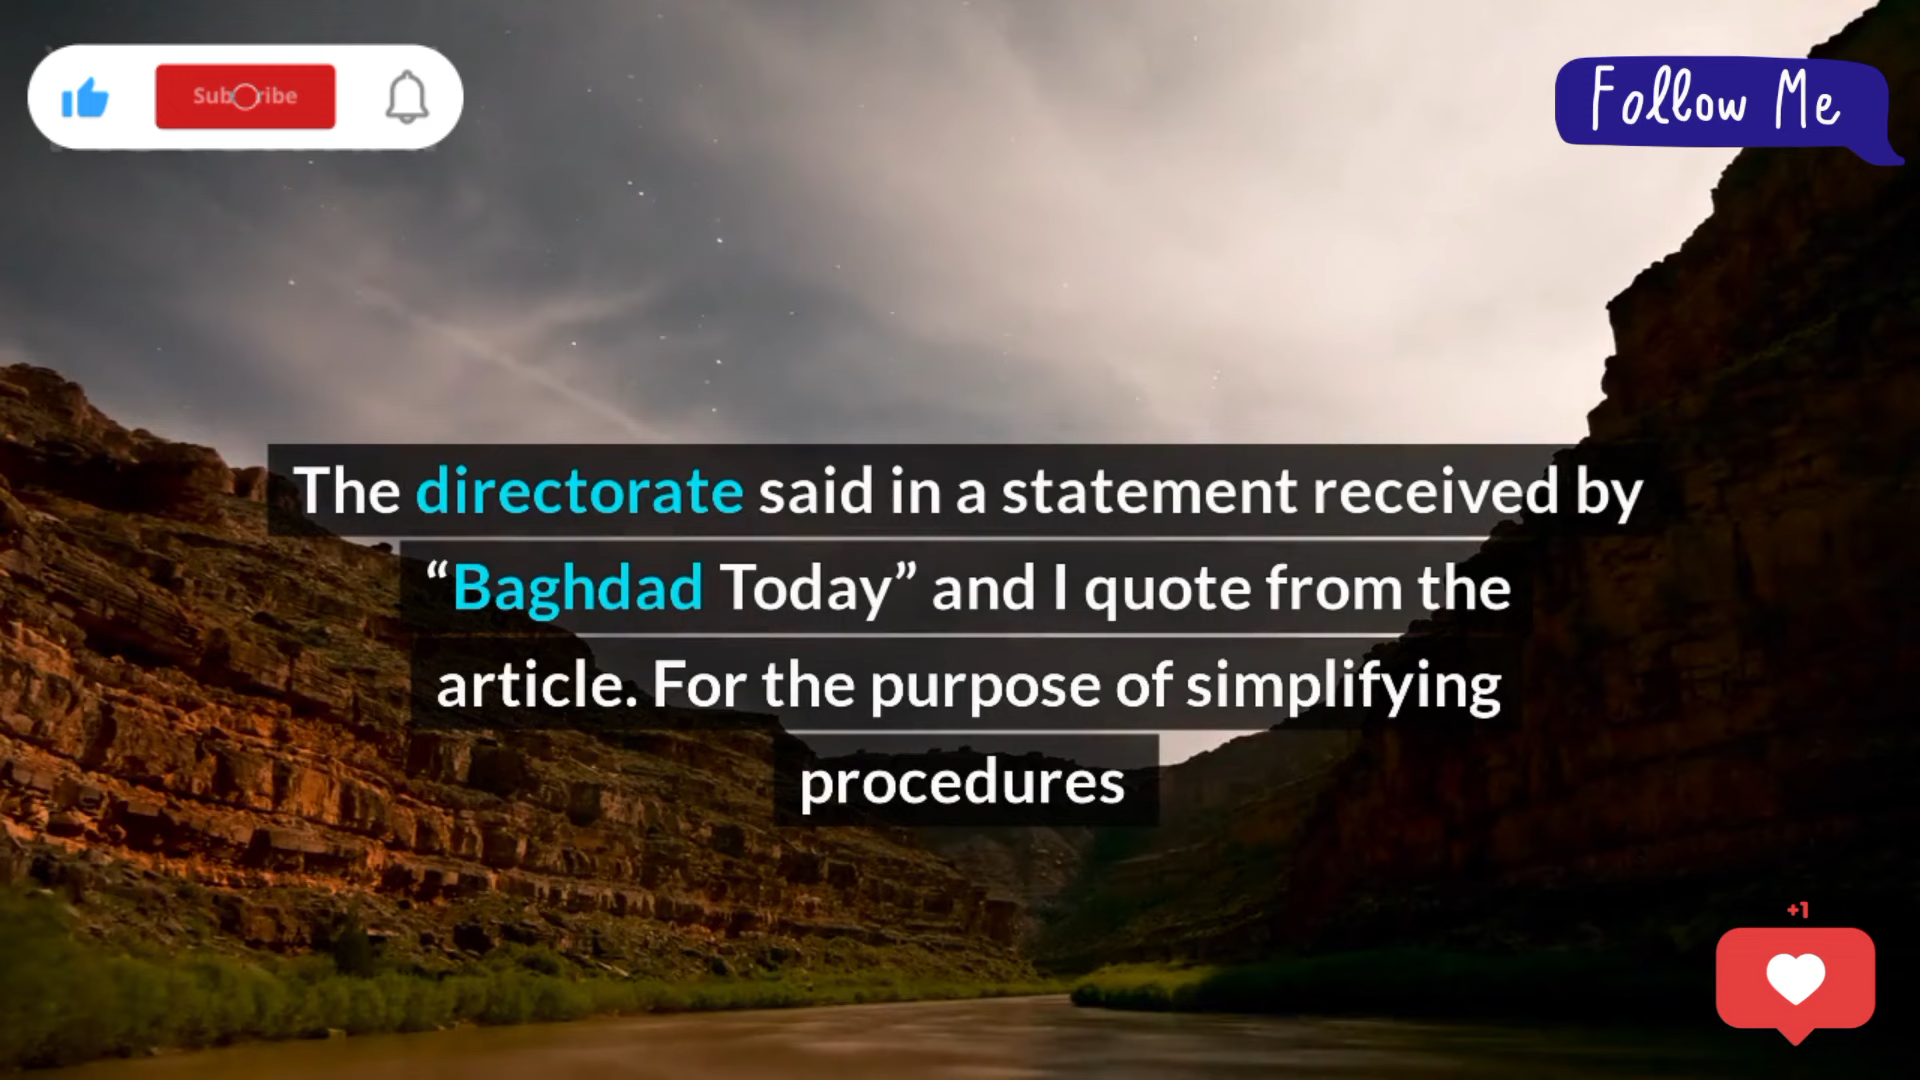 Subscribe
Follow Me
The directorate said in a statement received by
“Baghdad Today” and I quote from the
article. For the purpose of simplifying
procedures
+1